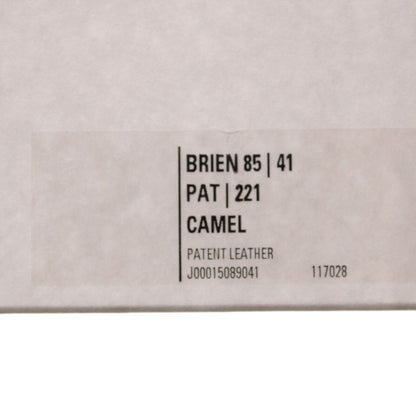 BRIEN 85 | 41
PAT | 221
CAMEL
PATENT LEATHER
J00015089041 117028